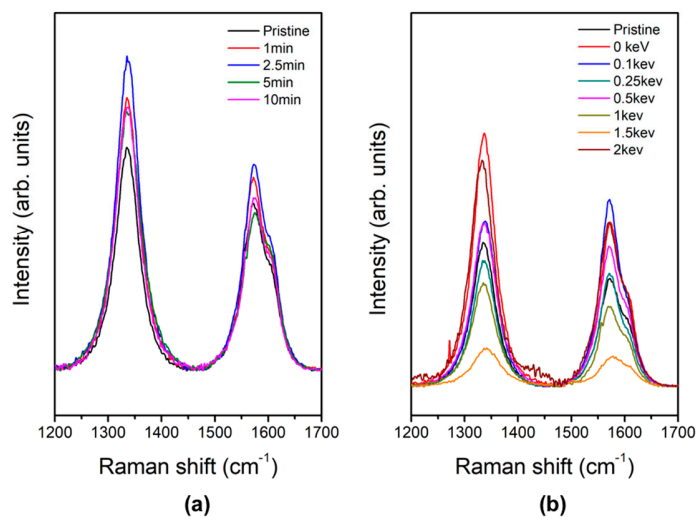 Pristine
1min
2.5min
5min
10min
Intensity (arb. units)
1200 1300 1400 1500 1600 1700
Raman shift (cm⁻¹)
(a)
Pristine
0 keV
0.1kev
0.25kev
0.5kev
1kev
1.5kev
2kev
Intensity (arb. units)
1200 1300 1400 1500 1600 1700
Raman shift (cm⁻¹)
(b)